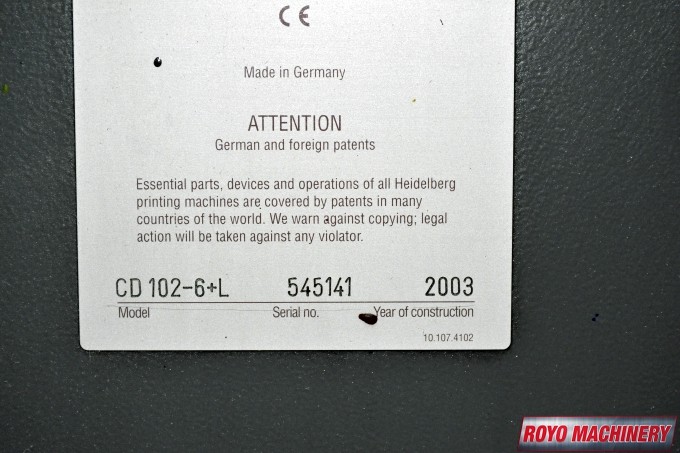 CE
Made in Germany
ATTENTION
German and foreign patents
Essential parts, devices and operations of all Heidelberg
printing machines are covered by patents in many
countries of the world. We warn against copying; legal
action will be taken against any violator.
CD 102-6+L 545141 2003
Model Serial no. Year of construction
10.107.4102
ROYO MACHINERY